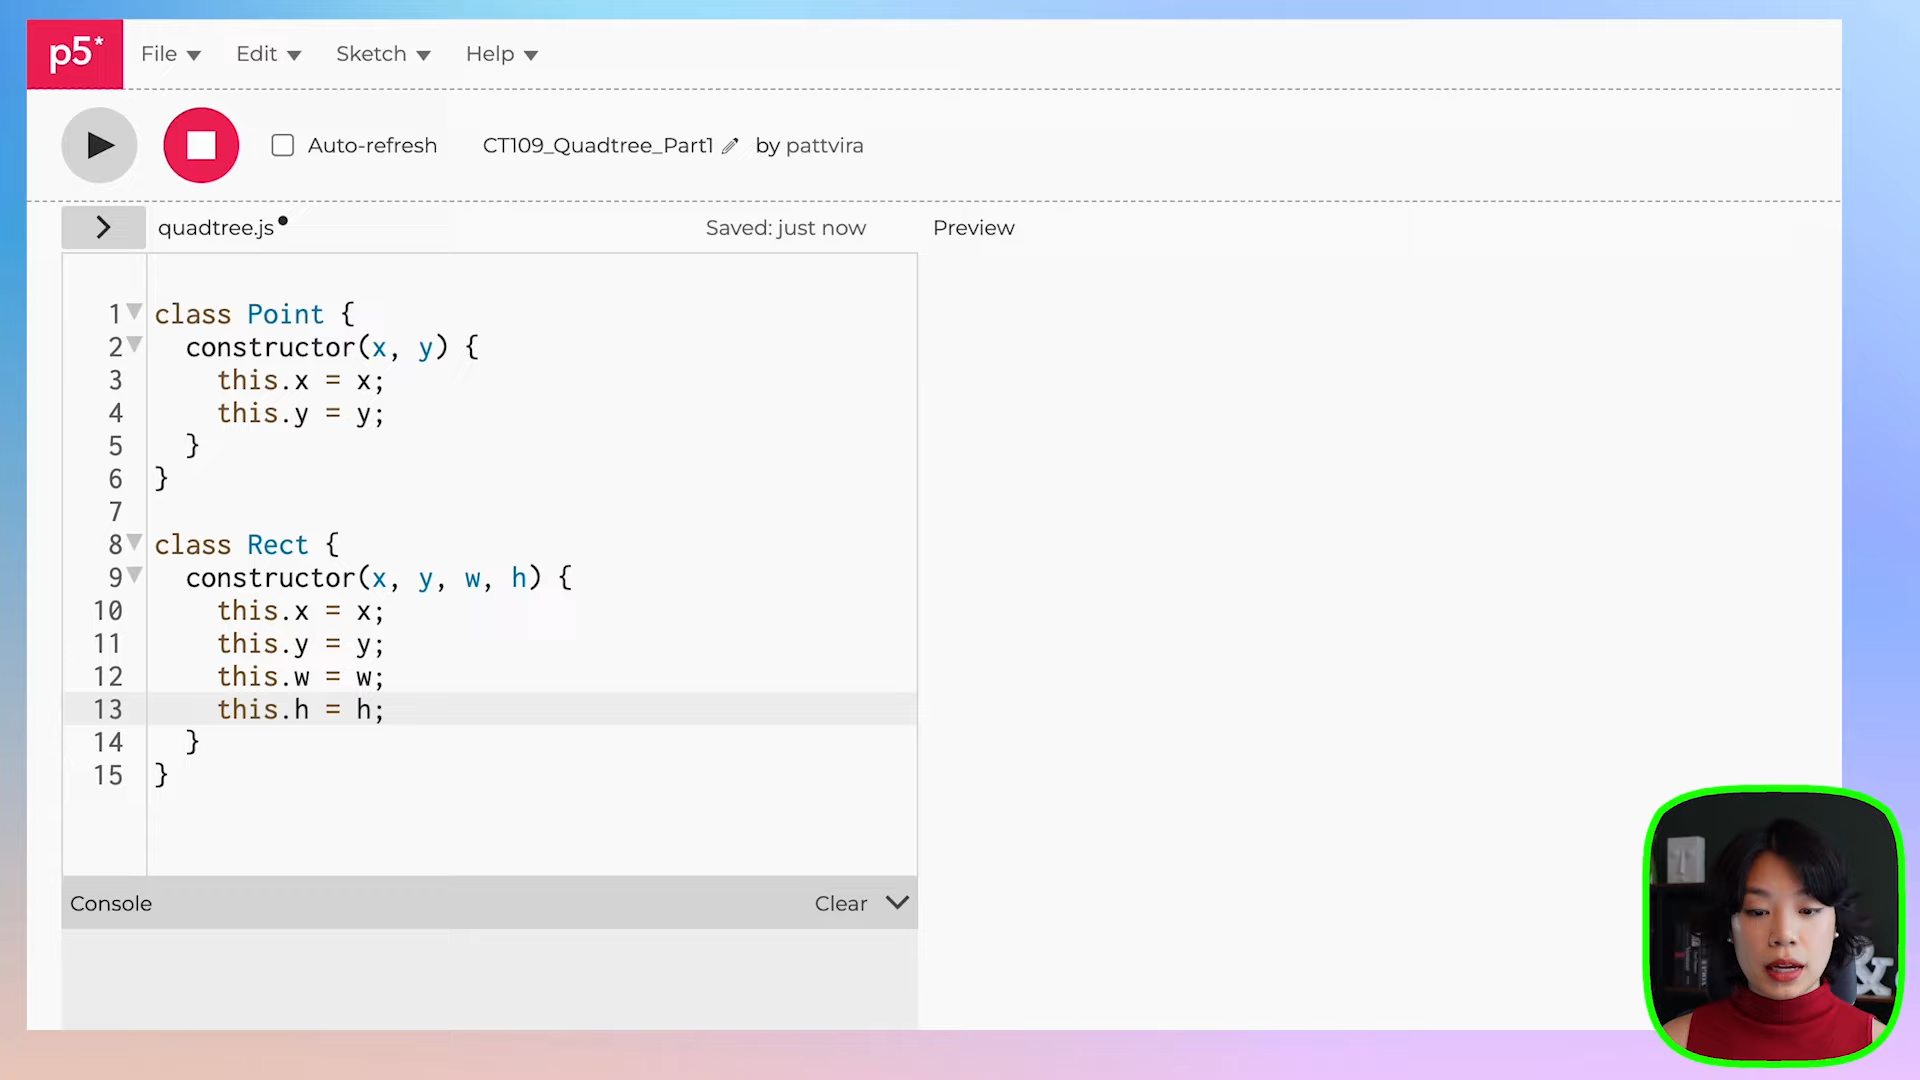 p5* File Edit Sketch Help
Auto-refresh CT109_Quadtree_Part1 by pattvira
quadtree.js Saved: just now Preview
1 class Point {
2 constructor(x, y) {
3 this.x = x;
4 this.y = y;
5 }
6 }
7
8 class Rect {
9 constructor(x, y, w, h) {
10 this.x = x;
11 this.y = y;
12 this.w = w;
13 this.h = h;
14 }
15 }
Console Clear
&